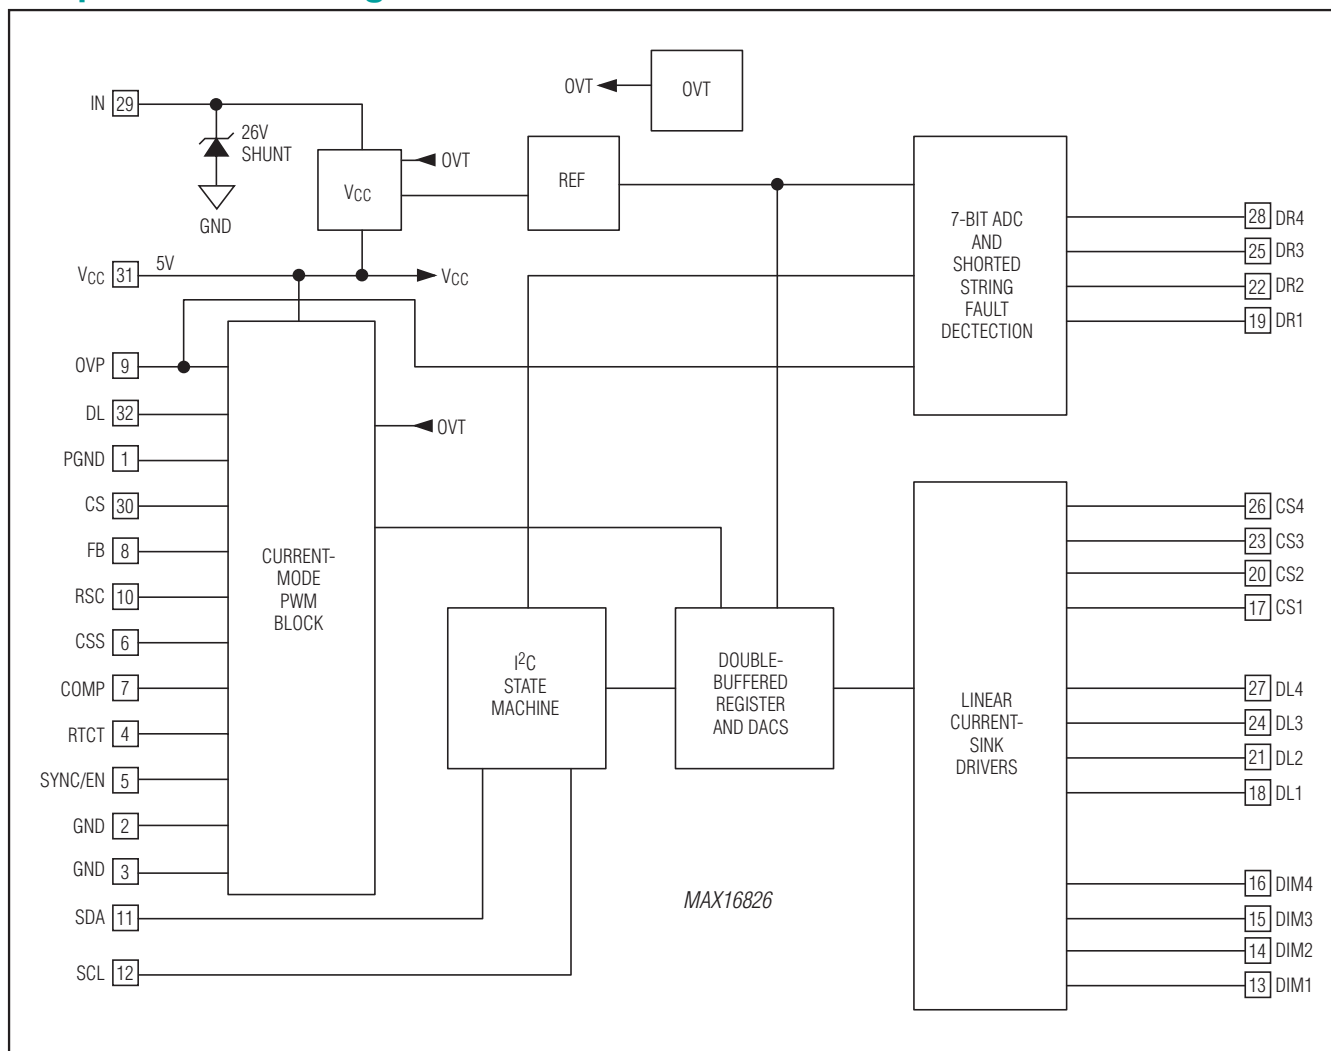 OVT
OVT
IN 29
26V
SHUNT
GND
OVT
VCC
REF
7-BIT ADC
AND
SHORTED
STRING
FAULT
DECTECTION
28 DR4
25 DR3
22 DR2
19 DR1
VCC 31
5V
VCC
OVP 9
DL 32
PGND 1
CS 30
FB 8
RSC 10
CSS 6
COMP 7
RTCT 4
SYNC/EN 5
GND 2
GND 3
SDA 11
SCL 12
OVT
CURRENT-
MODE
PWM
BLOCK
I2C
STATE
MACHINE
DOUBLE-
BUFFERED
REGISTER
AND DACS
LINEAR
CURRENT-
SINK
DRIVERS
26 CS4
23 CS3
20 CS2
17 CS1
27 DL4
24 DL3
21 DL2
18 DL1
16 DIM4
15 DIM3
14 DIM2
13 DIM1
MAX16826